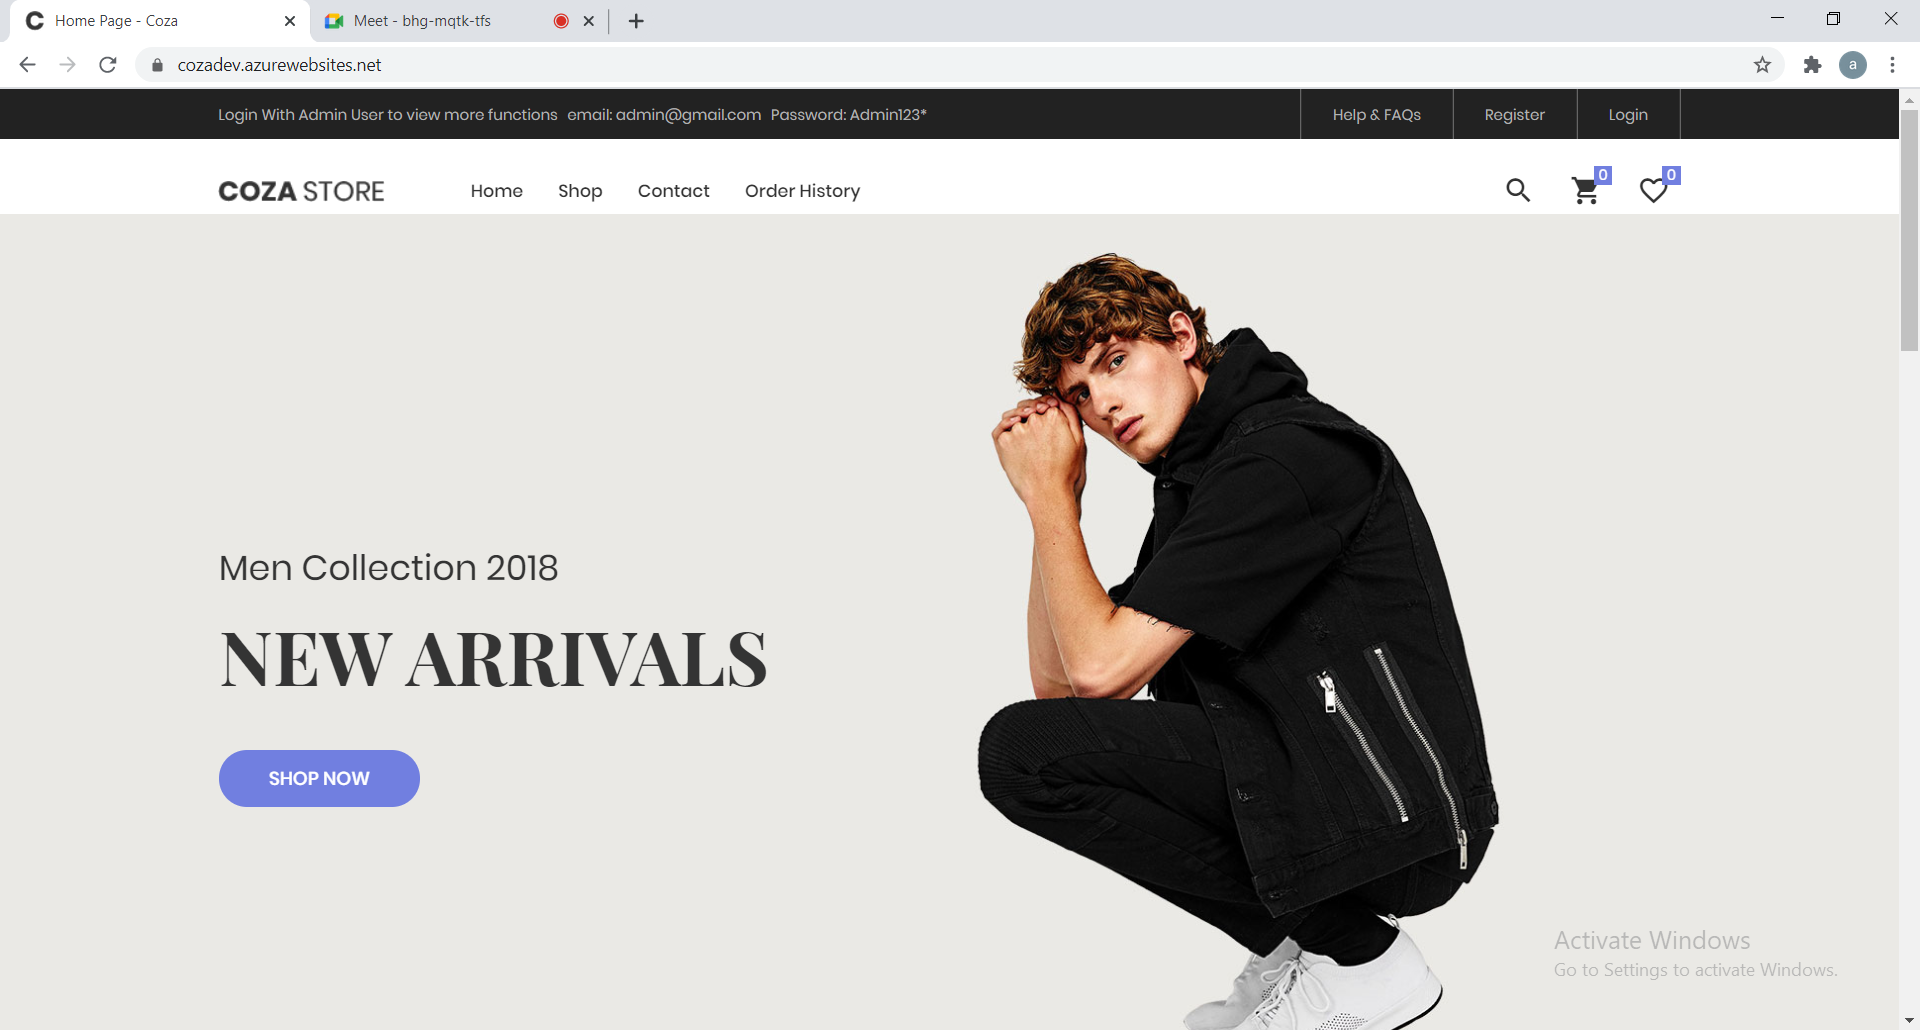 Home Page - Coza
Meet - bhg-mqtk-tfs
cozadev.azurewebsites.net
a
Login With Admin User to view more functions email: admin@gmail.com Password: Admin123*
Help & FAQs
Register
Login
COZA STORE
Home
Shop
Contact
Order History
0
0
Men Collection 2018
NEW ARRIVALS
SHOP NOW
Activate Windows
Go to Settings to activate Windows.